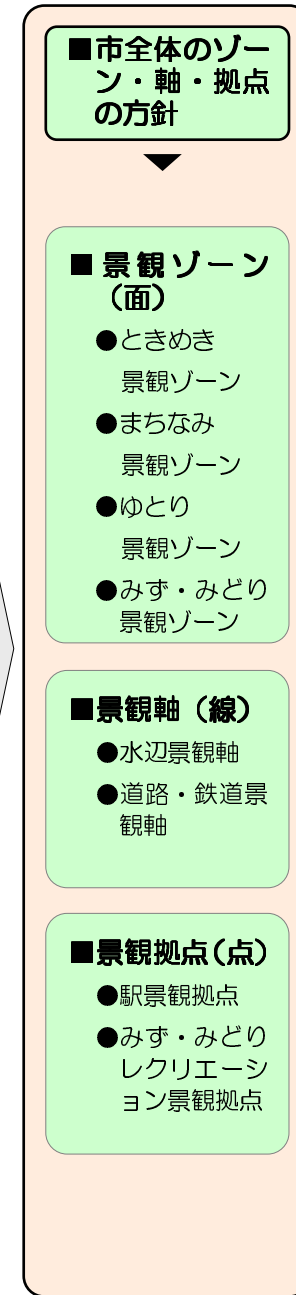 ■市全体のゾー
ン・軸・拠点
の方針
■景観ゾーン
（面）
●ときめき
景観ゾーン
●まちなみ
景観ゾーン
●ゆとり
景観ゾーン
●みず・みどり
景観ゾーン
■景観軸（線）
●水辺景観軸
●道路・鉄道景
観軸
■景観拠点（点）
●駅景観拠点
●みず・みどり
レクリエーシ
ョン景観拠点